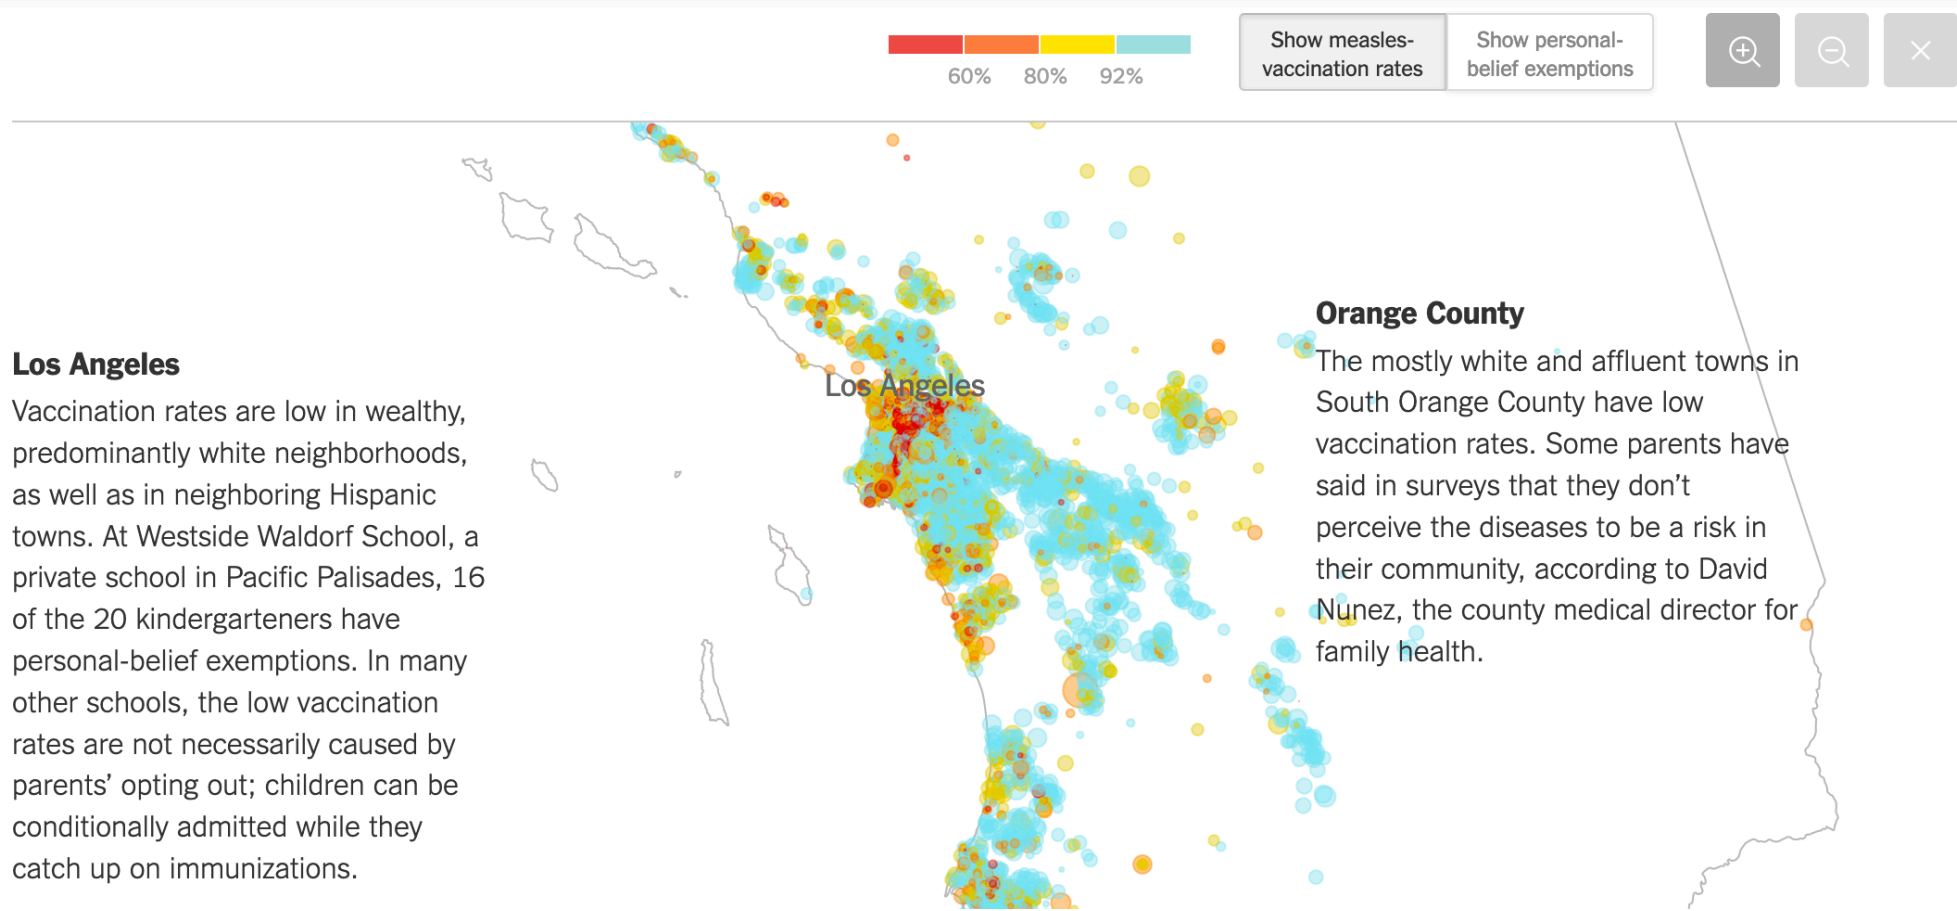 60% 80% 92%
Show measles-
vaccination rates
Show personal-
belief exemptions
Los Angeles
Los Angeles
Vaccination rates are low in wealthy,
predominantly white neighborhoods,
as well as in neighboring Hispanic
towns. At Westside Waldorf School, a
private school in Pacific Palisades, 16
of the 20 kindergarteners have
personal-belief exemptions. In many
other schools, the low vaccination
rates are not necessarily caused by
parents’ opting out; children can be
conditionally admitted while they
catch up on immunizations.
Orange County
The mostly white and affluent towns in
South Orange County have low
vaccination rates. Some parents have
said in surveys that they don’t
perceive the diseases to be a risk in
their community, according to David
Nunez, the county medical director for
family health.